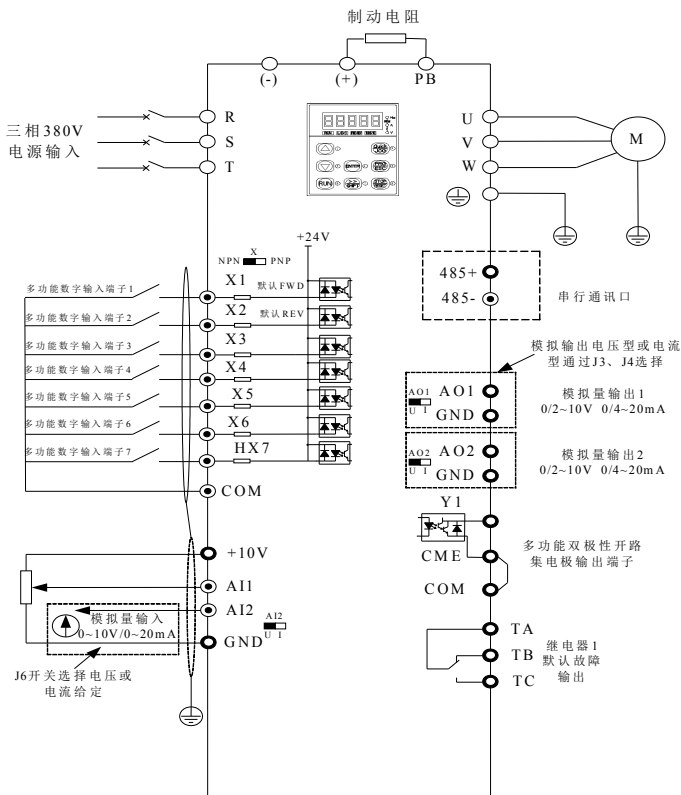 制动电阻
(-)
(+)
PB
三相380V
电源输入
R
S
T
U
V
W
M
ENTER
RUN
SHIFT
+24V
X
NPN
PNP
多功能数字输入端子1
X1
默认FWD
多功能数字输入端子2
X2
默认REV
多功能数字输入端子3
X3
多功能数字输入端子4
X4
多功能数字输入端子5
X5
多功能数字输入端子6
X6
多功能数字输入端子7
HX7
COM
+10V
AI1
AI2
模拟量输入
0~10V/0~20mA
AI2
U I
GND
J6开关选择电压或
电流给定
485+
485-
串行通讯口
模拟输出电压型或电流
型通过J3、J4选择
AO1
U I
AO1
GND
模拟量输出1
0/2~10V 0/4~20mA
AO2
U I
AO2
GND
模拟量输出2
0/2~10V 0/4~20mA
Y1
CME
COM
多功能双极性开路
集电极输出端子
TA
TB
TC
继电器1
默认故障
输出